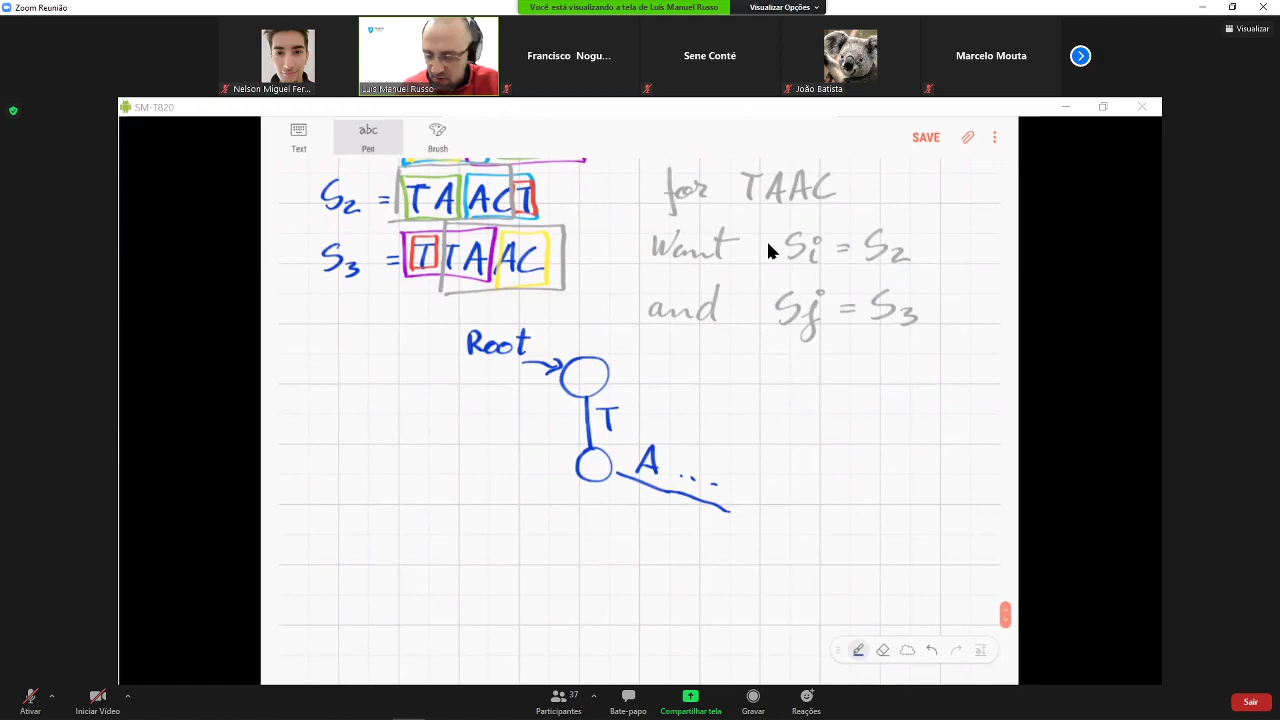 Zoom Reunião
Você está visualizando a tela de Luís Manuel Russo
Visualizar Opções
Visualizar
Nelson Miguel Fer...
Luís Manuel Russo
Francisco Nogu...
Sene Conté
João Batista
Marcelo Mouta
SM-T820
Text
abc
Pen
Brush
SAVE
S2 = TAACT
S3 = TTAAC
for TAAC
Want Si = S2
and Sj = S3
Root
T
A ...
Ativar
Iniciar Vídeo
37
Participantes
Bate-papo
Compartilhar tela
Gravar
Reações
Sair